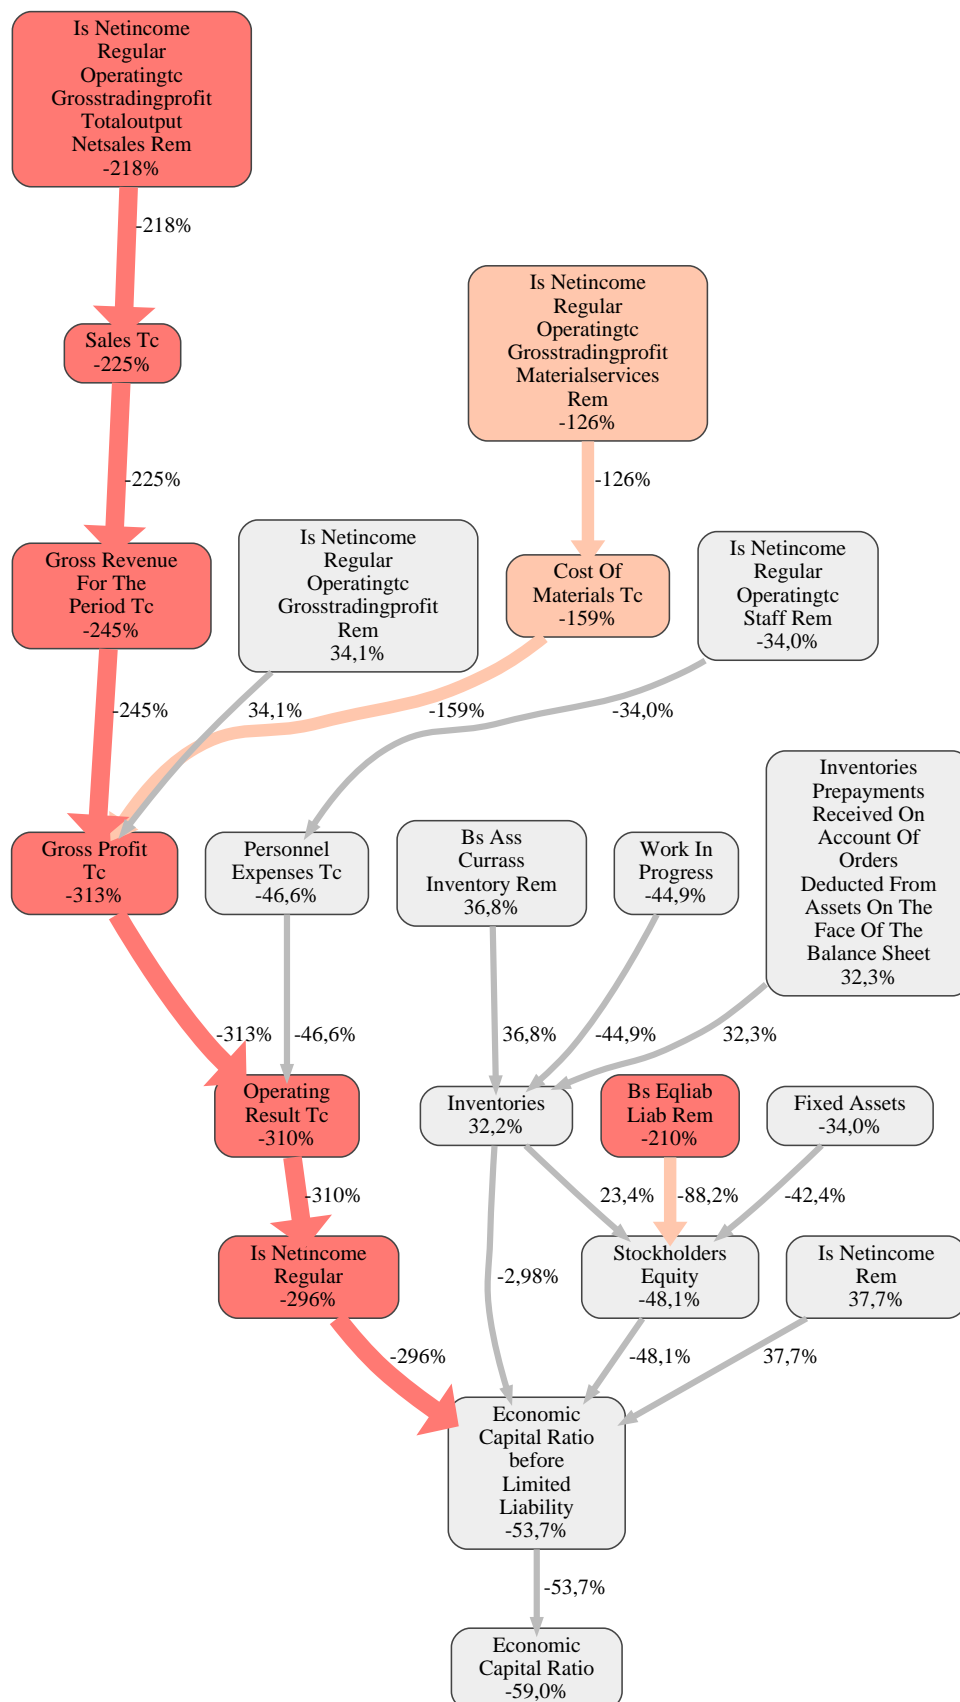 Is Netincome
Regular
Operatingtc
Grosstradingprofit
Totaloutput
Netsales Rem
-218%
-218%
Sales Tc
-225%
Is Netincome
Regular
Operatingtc
Grosstradingprofit
Materialservices
Rem
-126%
-225%
-126%
Gross Revenue
For The
Period Tc
-245%
Is Netincome
Regular
Operatingtc
Grosstradingprofit
Rem
34,1%
Cost Of
Materials Tc
-159%
Is Netincome
Regular
Operatingtc
Staff Rem
-34,0%
-245%
34,1%
-159%
-34,0%
Gross Profit
Tc
-313%
Personnel
Expenses Tc
-46,6%
Bs Ass
Currass
Inventory Rem
36,8%
Work In
Progress
-44,9%
Inventories
Prepayments
Received On
Account Of
Orders
Deducted From
Assets On The
Face Of The
Balance Sheet
32,3%
-313%
-46,6%
36,8%
-44,9%
32,3%
Operating
Result Tc
-310%
Inventories
32,2%
Bs Eqliab
Liab Rem
-210%
Fixed Assets
-34,0%
-310%
23,4%
-88,2%
-42,4%
Is Netincome
Regular
-296%
-2,98%
Stockholders
Equity
-48,1%
Is Netincome
Rem
37,7%
-296%
-48,1%
37,7%
Economic
Capital Ratio
before
Limited
Liability
-53,7%
-53,7%
Economic
Capital Ratio
-59,0%